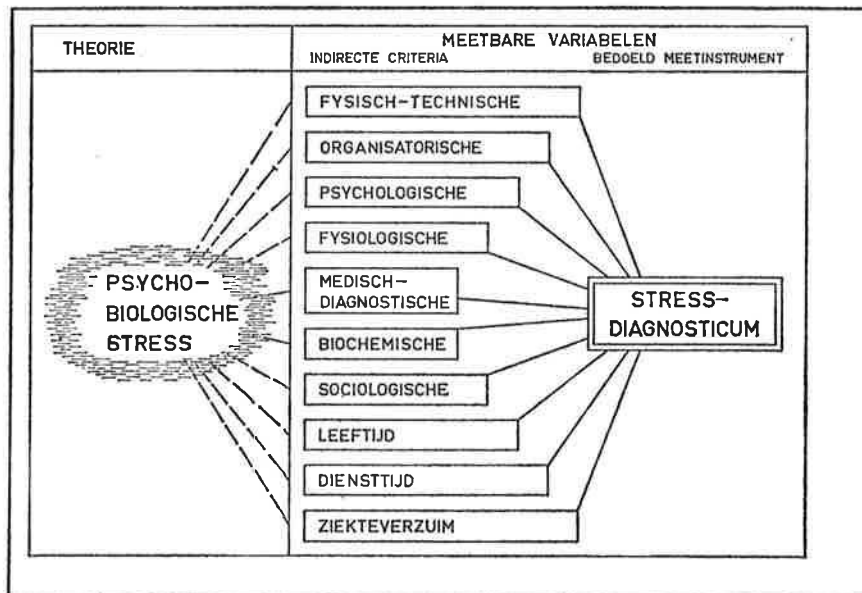 THEORIE
MEETBARE VARIABELEN
INDIRECTE CRITERIA
BEDOELD MEETINSTRUMENT
FYSISCH-TECHNISCHE
ORGANISATORISCHE
PSYCHOLOGISCHE
FYSIOLOGISCHE
MEDISCH-
DIAGNOSTISCHE
BIOCHEMISCHE
SOCIOLOGISCHE
LEEFTIJD
DIENSTTIJD
ZIEKTEVERZUIM
PSYCHO-
BIOLOGISCHE
STRESS
STRESS-
DIAGNOSTICUM